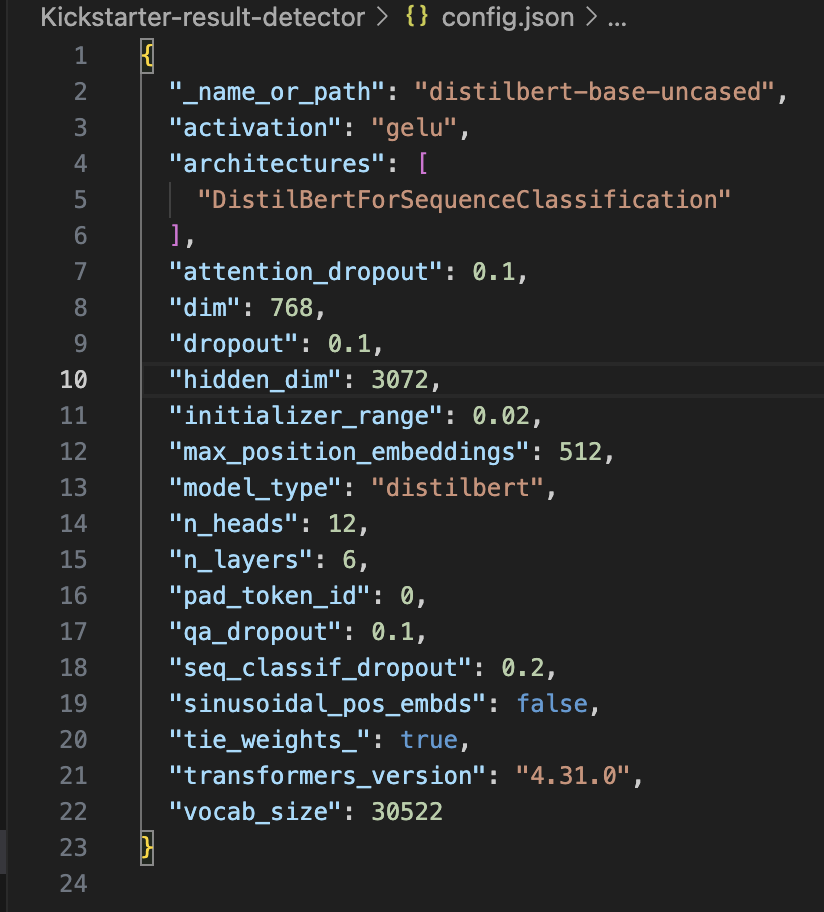 Kickstarter-result-detector > {} config.json > ...
1 {
2 "_name_or_path": "distilbert-base-uncased",
3 "activation": "gelu",
4 "architectures": [
5 "DistilBertForSequenceClassification"
6 ],
7 "attention_dropout": 0.1,
8 "dim": 768,
9 "dropout": 0.1,
10 "hidden_dim": 3072,
11 "initializer_range": 0.02,
12 "max_position_embeddings": 512,
13 "model_type": "distilbert",
14 "n_heads": 12,
15 "n_layers": 6,
16 "pad_token_id": 0,
17 "qa_dropout": 0.1,
18 "seq_classif_dropout": 0.2,
19 "sinusoidal_pos_embds": false,
20 "tie_weights_": true,
21 "transformers_version": "4.31.0",
22 "vocab_size": 30522
23 }
24